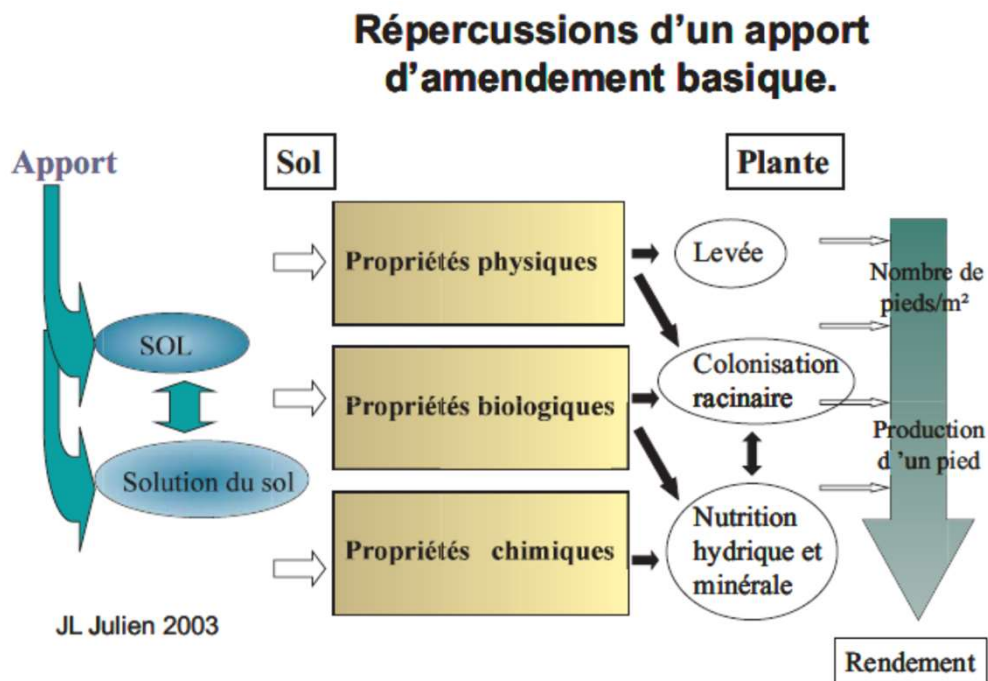 Répercussions d’un apport
d’amendement basique.
Apport
Sol
Plante
Propriétés physiques
Levée
Nombre de
pieds/m²
SOL
Colonisation
racinaire
Propriétés biologiques
Production
d ’un pied
Solution du sol
Nutrition
hydrique et
minérale
Propriétés chimiques
JL Julien 2003
Rendement